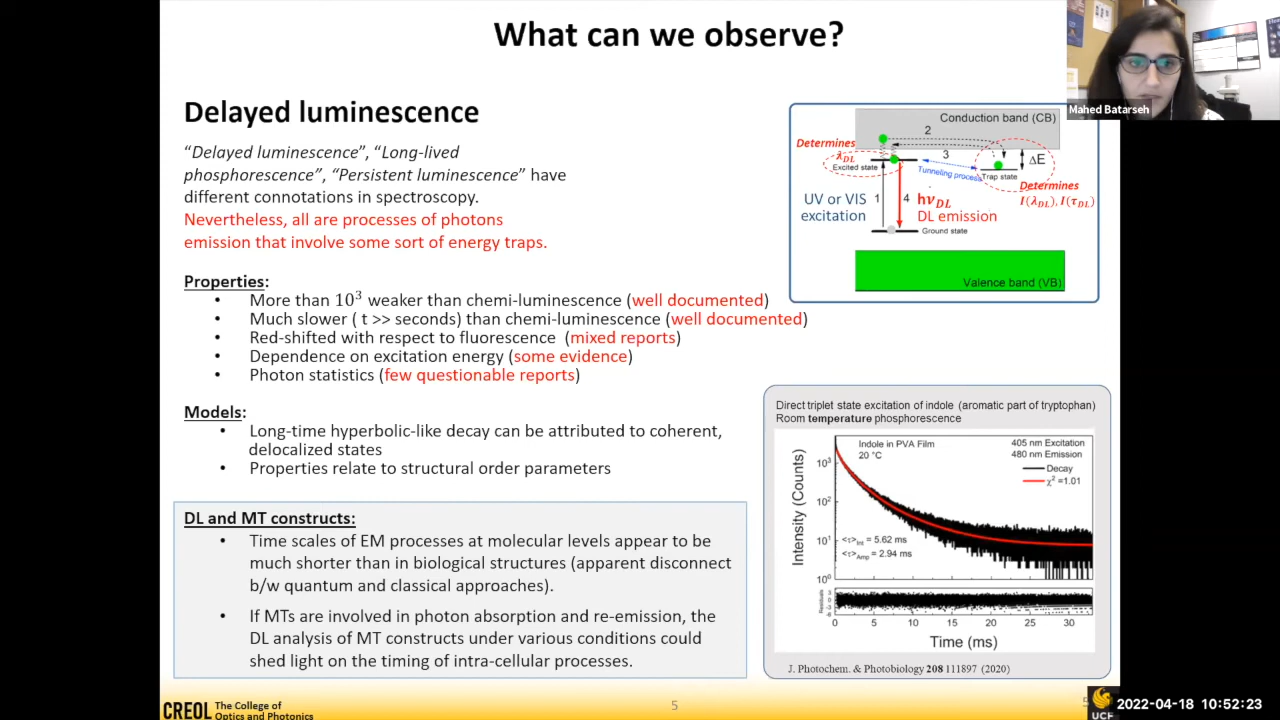 What can we observe?
Mahed Batarseh
Delayed luminescence
“Delayed luminescence”, “Long-lived
phosphorescence”, “Persistent luminescence” have
different connotations in spectroscopy.
Nevertheless, all are processes of photons
emission that involve some sort of energy traps.
Conduction band (CB)
2
Determines
λDL
3
ΔE
Excited state
Tunneling process
Trap state
Determines
I(λDL), I(τDL)
UV or VIS
excitation
1
4
hνDL
DL emission
Ground state
Valence band (VB)
Properties:
• More than 10³ weaker than chemi-luminescence (well documented)
• Much slower ( t >> seconds) than chemi-luminescence (well documented)
• Red-shifted with respect to fluorescence (mixed reports)
• Dependence on excitation energy (some evidence)
• Photon statistics (few questionable reports)
Models:
• Long-time hyperbolic-like decay can be attributed to coherent,
delocalized states
• Properties relate to structural order parameters
DL and MT constructs:
• Time scales of EM processes at molecular levels appear to be
much shorter than in biological structures (apparent disconnect
b/w quantum and classical approaches).
• If MTs are involved in photon absorption and re-emission, the
DL analysis of MT constructs under various conditions could
shed light on the timing of intra-cellular processes.
Direct triplet state excitation of indole (aromatic part of tryptophan)
Room temperature phosphorescence
Indole in PVA Film
20 °C
405 nm Excitation
480 nm Emission
Decay
χ² =1.01
<τ>Int = 5.62 ms
<τ>Amp = 2.94 ms
Intensity (Counts)
10³
10²
10¹
10⁰
Residuals
3
0
-3
-6
0 5 10 15 20 25 30
Time (ms)
J. Photochem. & Photobiology 208 111897 (2020)
CREOL The College of
Optics and Photonics
5
UCF
2022-04-18 10:52:23